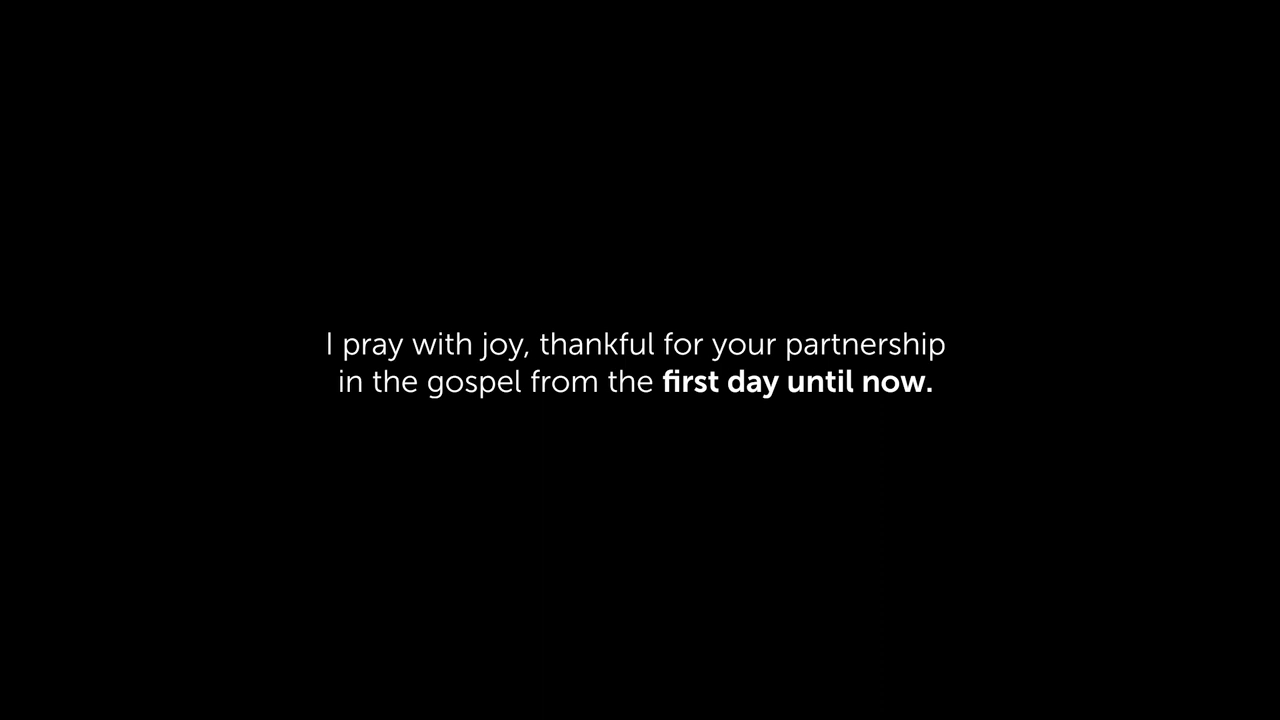 I pray with joy, thankful for your partnership
in the gospel from the first day until now.